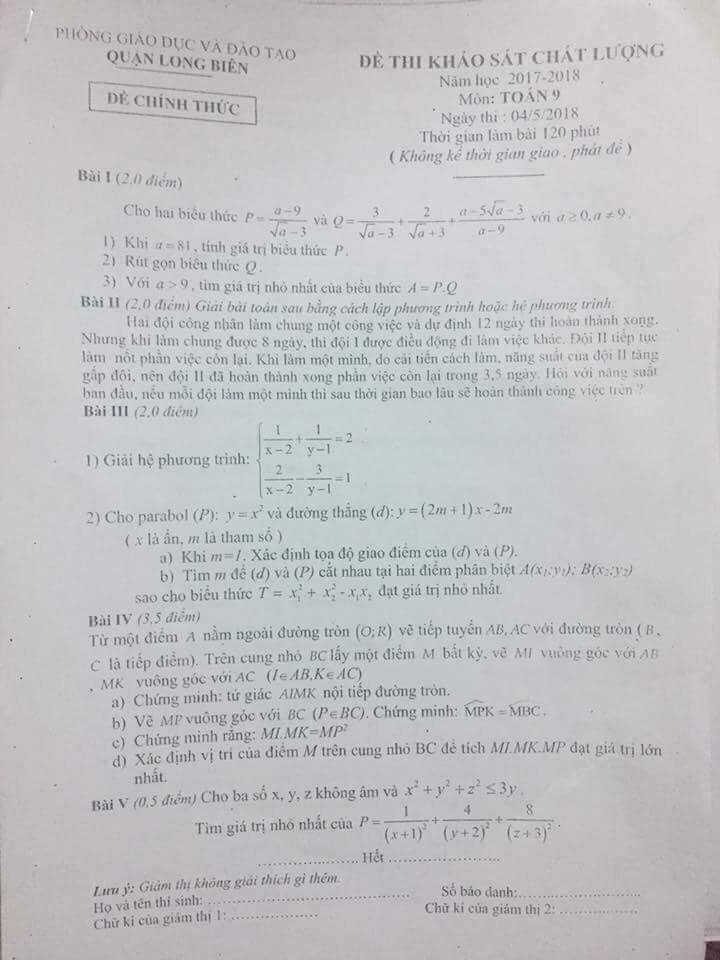 PHÒNG GIÁO DỤC VÀ ĐÀO TẠO
QUẬN LONG BIÊN
ĐỀ CHÍNH THỨC
ĐỀ THI KHẢO SÁT CHẤT LƯỢNG
Năm học 2017-2018
Môn: TOÁN 9
Ngày thi : 04/5/2018
Thời gian làm bài 120 phút
( Không kể thời gian giao . phát đề )
Bài I (2,0 điểm)
Cho hai biểu thức P = (a-9)/(√a-3) và Q = 3/(√a-3) + 2/(√a+3) + (a-5√a-3)/(a-9) với a ≥ 0, a ≠ 9 .
1) Khi a = 81, tính giá trị biểu thức P .
2) Rút gọn biểu thức Q .
3) Với a > 9 , tìm giá trị nhỏ nhất của biểu thức A = P.Q
Bài II (2,0 điểm) Giải bài toán sau bằng cách lập phương trình hoặc hệ phương trình
Hai đội công nhân làm chung một công việc và dự định 12 ngày thì hoàn thành xong.
Nhưng khi làm chung được 8 ngày, thì đội I được điều động đi làm việc khác. Đội II tiếp tục
làm nốt phần việc còn lại. Khi làm một mình, do cải tiến cách làm, năng suất của đội II tăng
gấp đôi, nên đội II đã hoàn thành xong phần việc còn lại trong 3,5 ngày. Hỏi với năng suất
ban đầu, nếu mỗi đội làm một mình thì sau thời gian bao lâu sẽ hoàn thành công việc trên ?
Bài III (2,0 điểm)
1) Giải hệ phương trình: { 1/(x-2) + 1/(y-1) = 2
2/(x-2) - 3/(y-1) = 1
2) Cho parabol (P): y = x² và đường thẳng (d): y = (2m+1)x - 2m
( x là ẩn, m là tham số )
a) Khi m=1. Xác định tọa độ giao điểm của (d) và (P).
b) Tìm m để (d) và (P) cắt nhau tại hai điểm phân biệt A(x₁;y₁); B(x₂;y₂)
sao cho biểu thức T = x₁² + x₂² - x₁x₂ đạt giá trị nhỏ nhất.
Bài IV (3,5 điểm)
Từ một điểm A nằm ngoài đường tròn (O;R) vẽ tiếp tuyến AB, AC với đường tròn ( B ,
C là tiếp điểm). Trên cung nhỏ BC lấy một điểm M bất kỳ, vẽ MI vuông góc với AB
, MK vuông góc với AC (I∈AB,K∈AC)
a) Chứng minh: tứ giác AIMK nội tiếp đường tròn.
b) Vẽ MP vuông góc với BC (P∈BC). Chứng minh: ∠MPK = ∠MBC .
c) Chứng minh rằng: MI.MK=MP²
d) Xác định vị trí của điểm M trên cung nhỏ BC để tích MI.MK.MP đạt giá trị lớn
nhất.
Bài V (0,5 điểm) Cho ba số x, y, z không âm và x² + y² + z² ≤ 3y .
Tìm giá trị nhỏ nhất của P = 1/(x+1)² + 4/(y+2)² + 8/(z+3)² .
..................... Hết .......................
Lưu ý: Giám thị không giải thích gì thêm.
Họ và tên thí sinh: ........................................ Số báo danh:....................
Chữ kí của giám thị 1: .................. Chữ kí của giám thị 2: ................